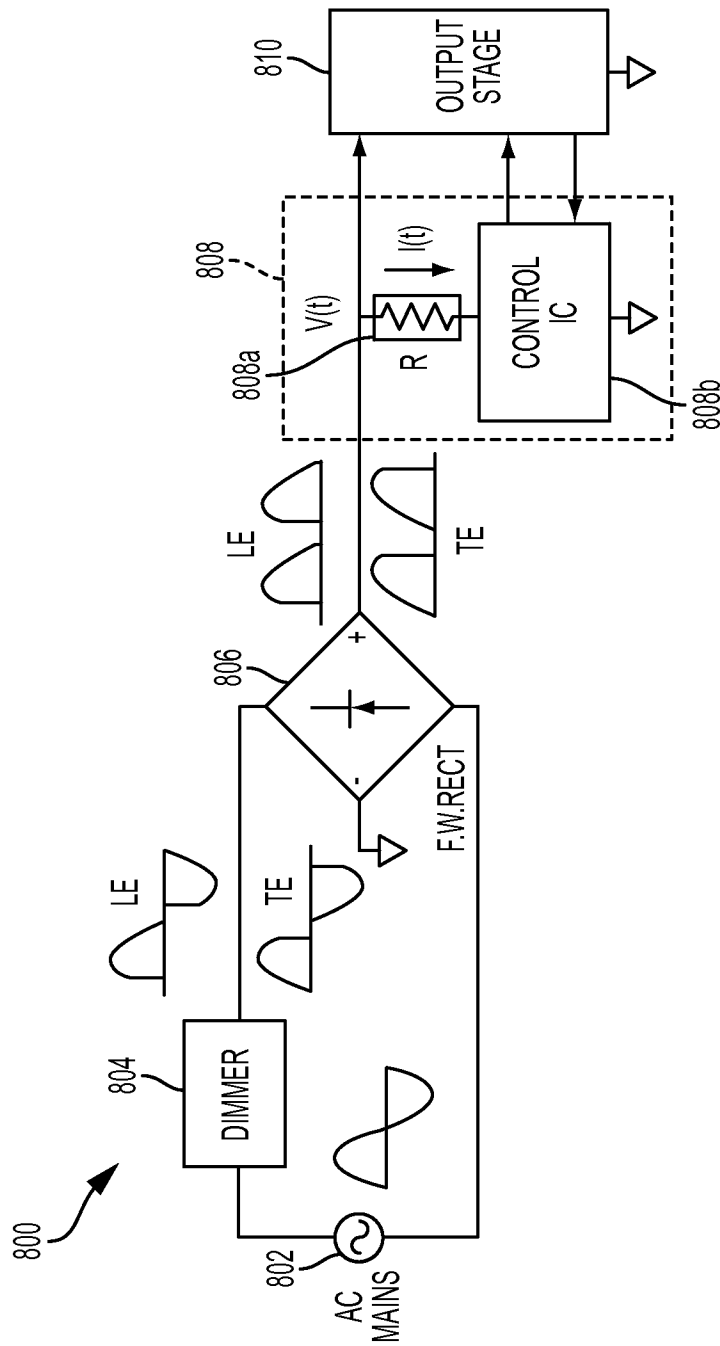 800
802
AC
MAINS
804
DIMMER
LE
TE
806
-
+
F.W.RECT
LE
TE
808
V(t)
I(t)
808a
R
CONTROL
IC
808b
810
OUTPUT
STAGE